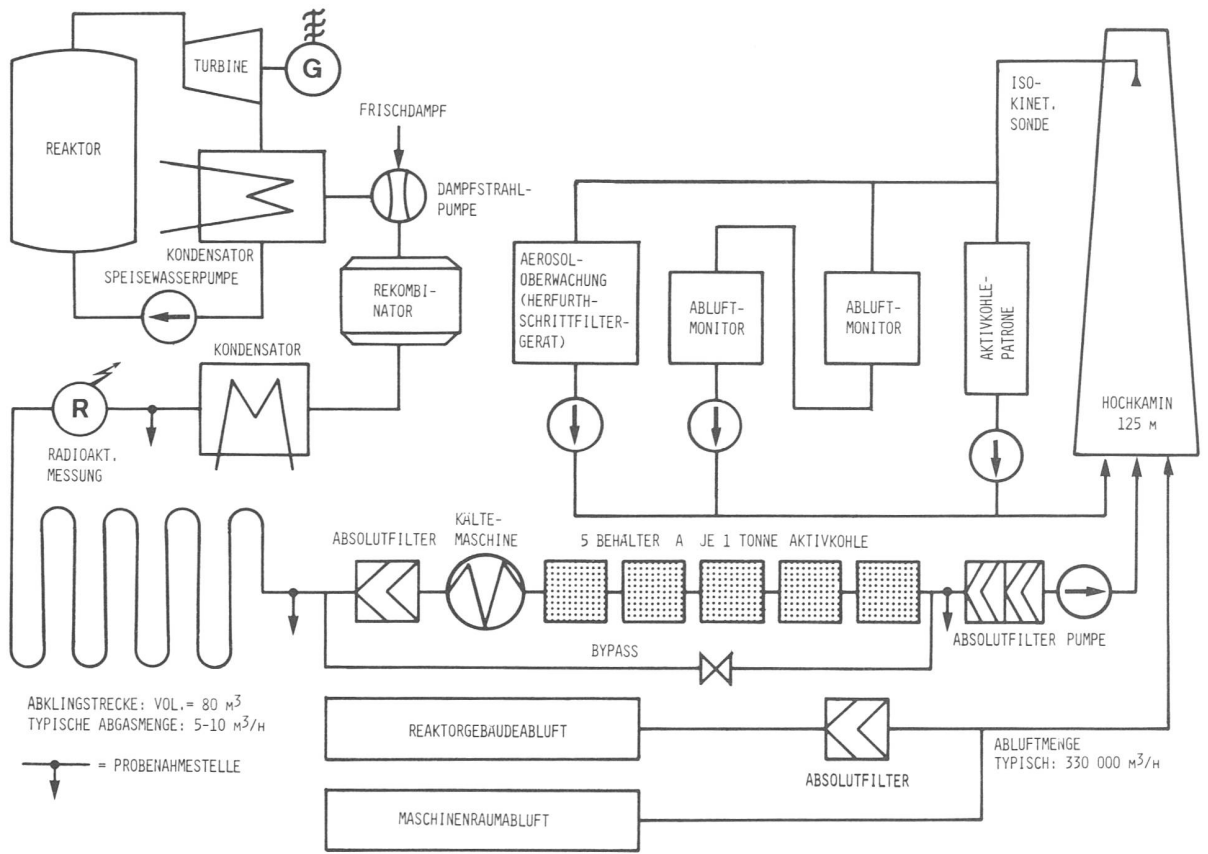 TURBINE
G
REAKTOR
FRISCHDAMPF
DAMPFSTRAHL-
PUMPE
KONDENSATOR
SPEISEWASSERPUMPE
REKOMBI-
NATOR
KONDENSATOR
R
RADIOAKT.
MESSUNG
ISO-
KINET.
SONDE
AEROSOL-
OBERWACHUNG
(HERFURTH-
SCHRITTFILTER-
GERÄT)
ABLUFT-
MONITOR
ABLUFT-
MONITOR
AKTIVKOHLE-
PATRONE
HOCHKAMIN
125 M
ABSOLUTFILTER
KÄLTE-
MASCHINE
5 BEHÄLTER A JE 1 TONNE AKTIVKOHLE
BYPASS
ABSOLUTFILTER PUMPE
ABKLINGSTRECKE: VOL.= 80 M³
TYPISCHE ABGASMENGE: 5-10 M³/H
= PROBENAHMESTELLE
REAKTORGEBÄUDEABLUFT
ABSOLUTFILTER
ABLUFTMENGE
TYPISCH: 330 000 M³/H
MASCHINENRAUMABLUFT